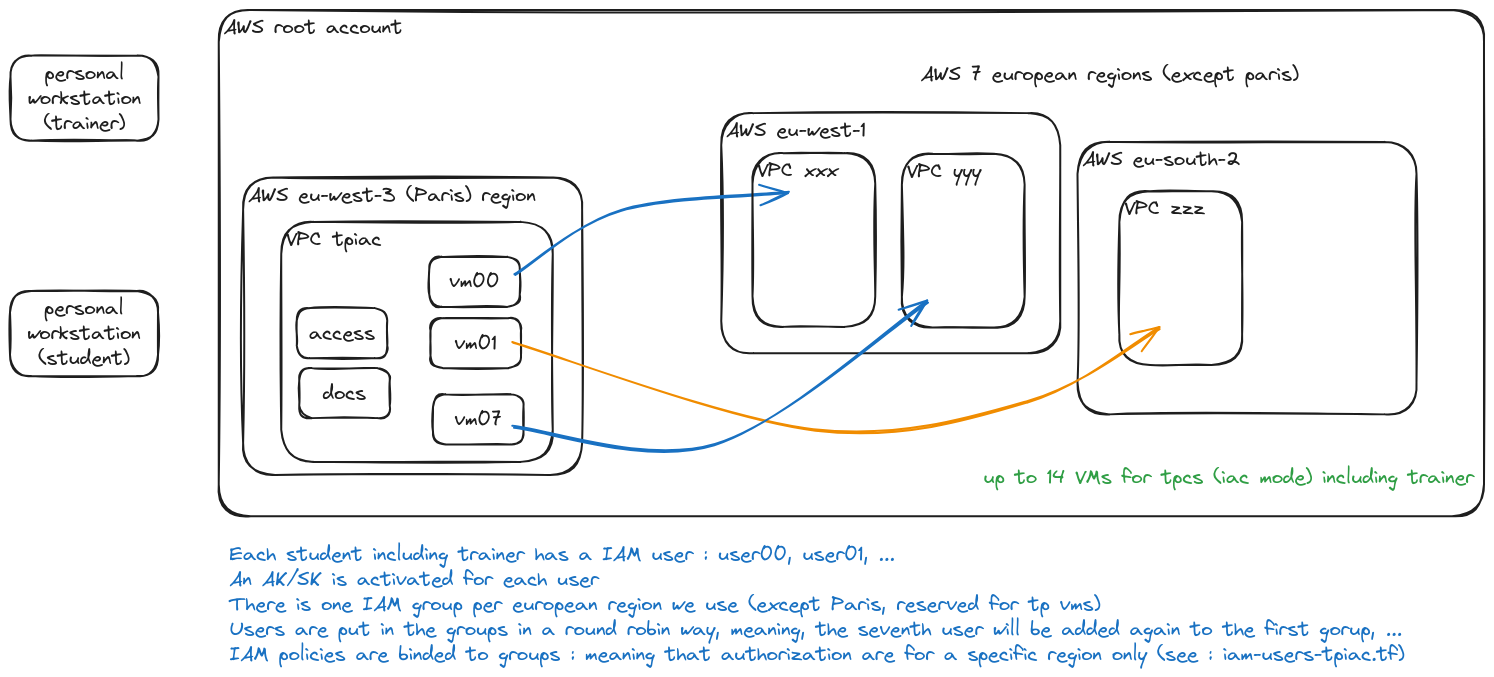 AWS root account
personal
workstation
(trainer)
AWS 7 european regions (except paris)
AWS eu-west-1
VPC xxx
VPC yyy
AWS eu-south-2
VPC zzz
AWS eu-west-3 (Paris) region
VPC tpiac
vm00
access
vm01
docs
vm07
personal
workstation
(student)
up to 14 VMs for tpcs (iac mode) including trainer
Each student including trainer has a IAM user : user00, user01, ...
An AK/SK is activated for each user
There is one IAM group per european region we use (except Paris, reserved for tp vms)
Users are put in the groups in a round robin way, meaning, the seventh user will be added again to the first gorup, ...
IAM policies are binded to groups : meaning that authorization are for a specific region only (see : iam-users-tpiac.tf)